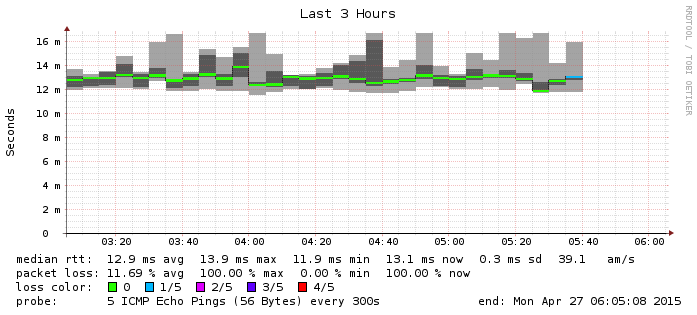 Last 3 Hours
RRDTOOL / TOBI OETIKER
Seconds
16 m
14 m
12 m
10 m
8 m
6 m
4 m
2 m
0
03:20 03:40 04:00 04:20 04:40 05:00 05:20 05:40 06:00
median rtt: 12.9 ms avg 13.9 ms max 11.9 ms min 13.1 ms now 0.3 ms sd 39.1 am/s
packet loss: 11.69 % avg 100.00 % max 0.00 % min 100.00 % now
loss color: 0 1/5 2/5 3/5 4/5
probe: 5 ICMP Echo Pings (56 Bytes) every 300s end: Mon Apr 27 06:05:08 2015